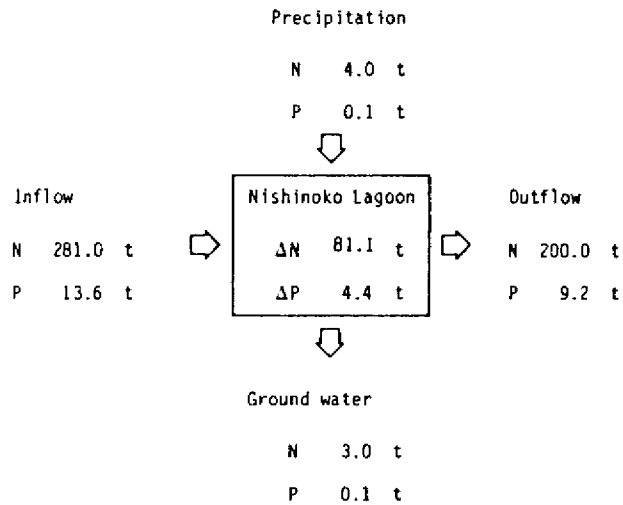 Precipitation
N 4.0 t
P 0.1 t
Inflow
N 281.0 t
P 13.6 t
Nishinoko Lagoon
ΔN 81.1 t
ΔP 4.4 t
Outflow
N 200.0 t
P 9.2 t
Ground water
N 3.0 t
P 0.1 t